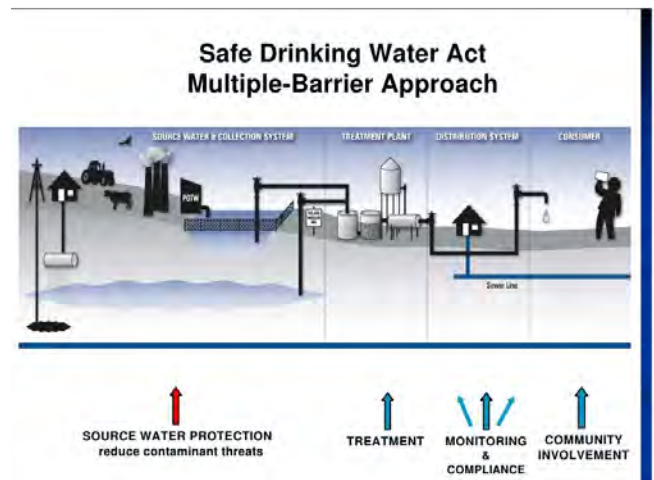 Safe Drinking Water Act
Multiple-Barrier Approach
SOURCE WATER & COLLECTION SYSTEM
TREATMENT PLANT
DISTRIBUTION SYSTEM
CONSUMER
POTW
Sewer Line
SOURCE WATER PROTECTION
reduce contaminant threats
TREATMENT
MONITORING
&
COMPLIANCE
COMMUNITY
INVOLVEMENT